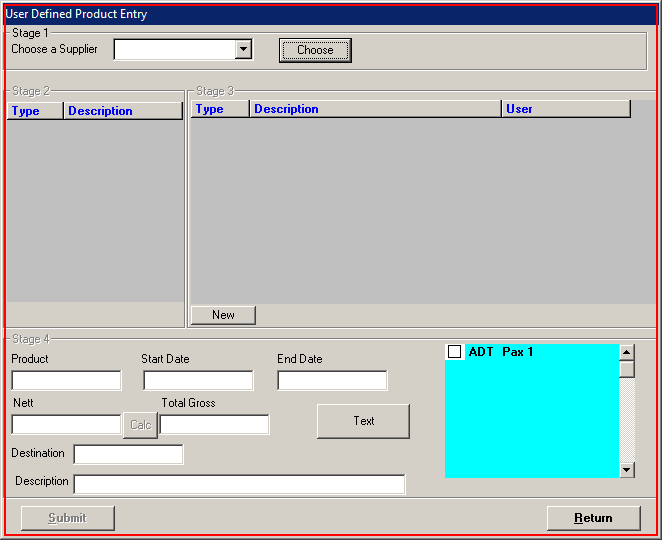 User Defined Product Entry
Stage 1
Choose a Supplier Choose
Stage 2 Stage 3
Type Description Type Description User
New
Stage 4
Product Start Date End Date
ADT Pax 1
Nett Total Gross
Calc Text
Destination
Description
Submit Return